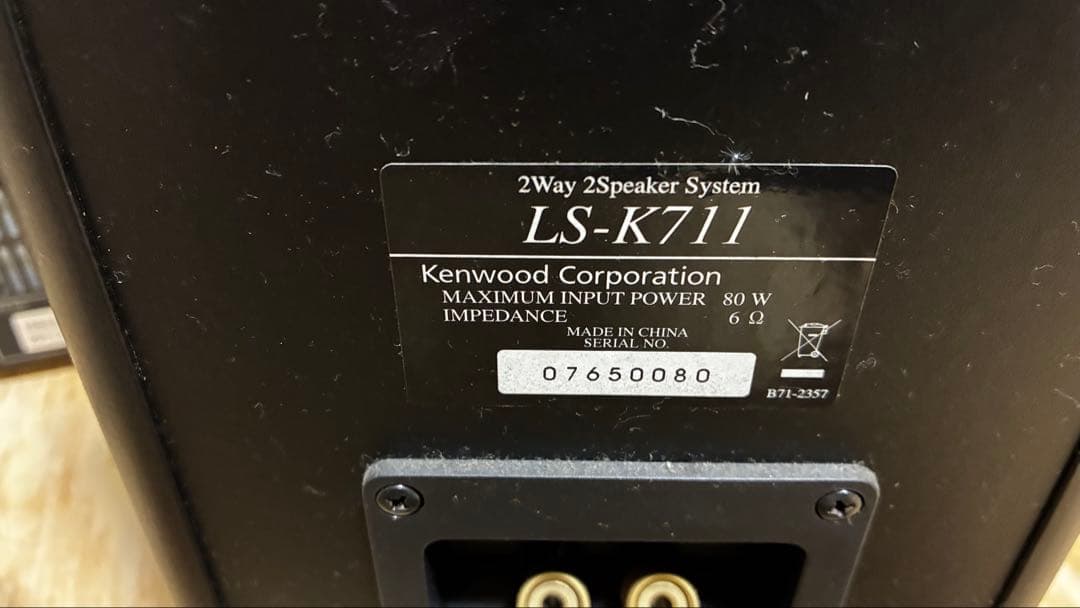 2Way 2Speaker System
LS-K711
Kenwood Corporation
MAXIMUM INPUT POWER 80 W
IMPEDANCE 6 Ω
MADE IN CHINA
SERIAL NO.
07650080
B71-2357